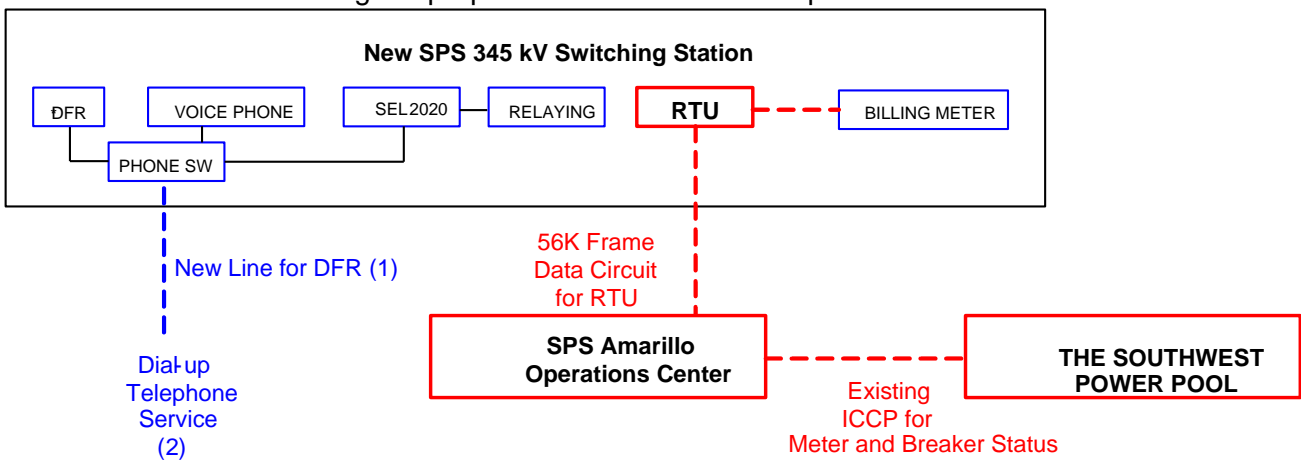 New SPS 345 kV Switching Station
DFR
VOICE PHONE
SEL2020
RELAYING
RTU
BILLING METER
PHONE SW
New Line for DFR (1)
56K Frame
Data Circuit
for RTU
Dial-up
Telephone
Service
(2)
SPS Amarillo
Operations Center
THE SOUTHWEST
POWER POOL
Existing
ICCP for
Meter and Breaker Status